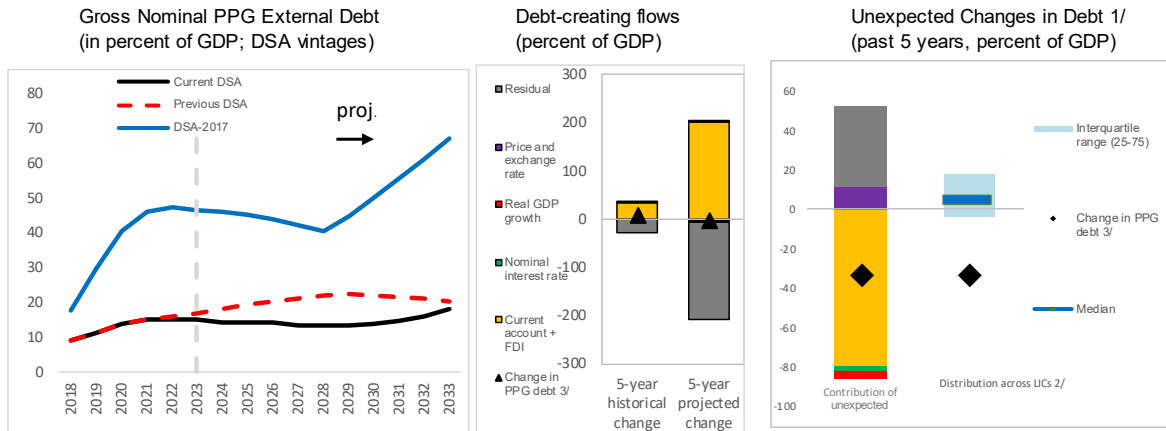 Gross Nominal PPG External Debt
(in percent of GDP; DSA vintages)
Current DSA
Previous DSA
DSA-2017
proj.
80
70
60
50
40
30
20
10
0
2018
2019
2020
2021
2022
2023
2024
2025
2026
2027
2028
2029
2030
2031
2032
2033
Debt-creating flows
(percent of GDP)
Residual
Price and
exchange
rate
Real GDP
growth
Nominal
interest rate
Current
account +
FDI
Change in
PPG debt 3/
300
200
100
0
-100
-200
-300
5-year
historical
change
5-year
projected
change
Unexpected Changes in Debt 1/
(past 5 years, percent of GDP)
60
40
20
0
-20
-40
-60
-80
-100
Interquartile
range (25-75)
Change in PPG
debt 3/
Median
Contribution of
unexpected
Distribution across LICs 2/